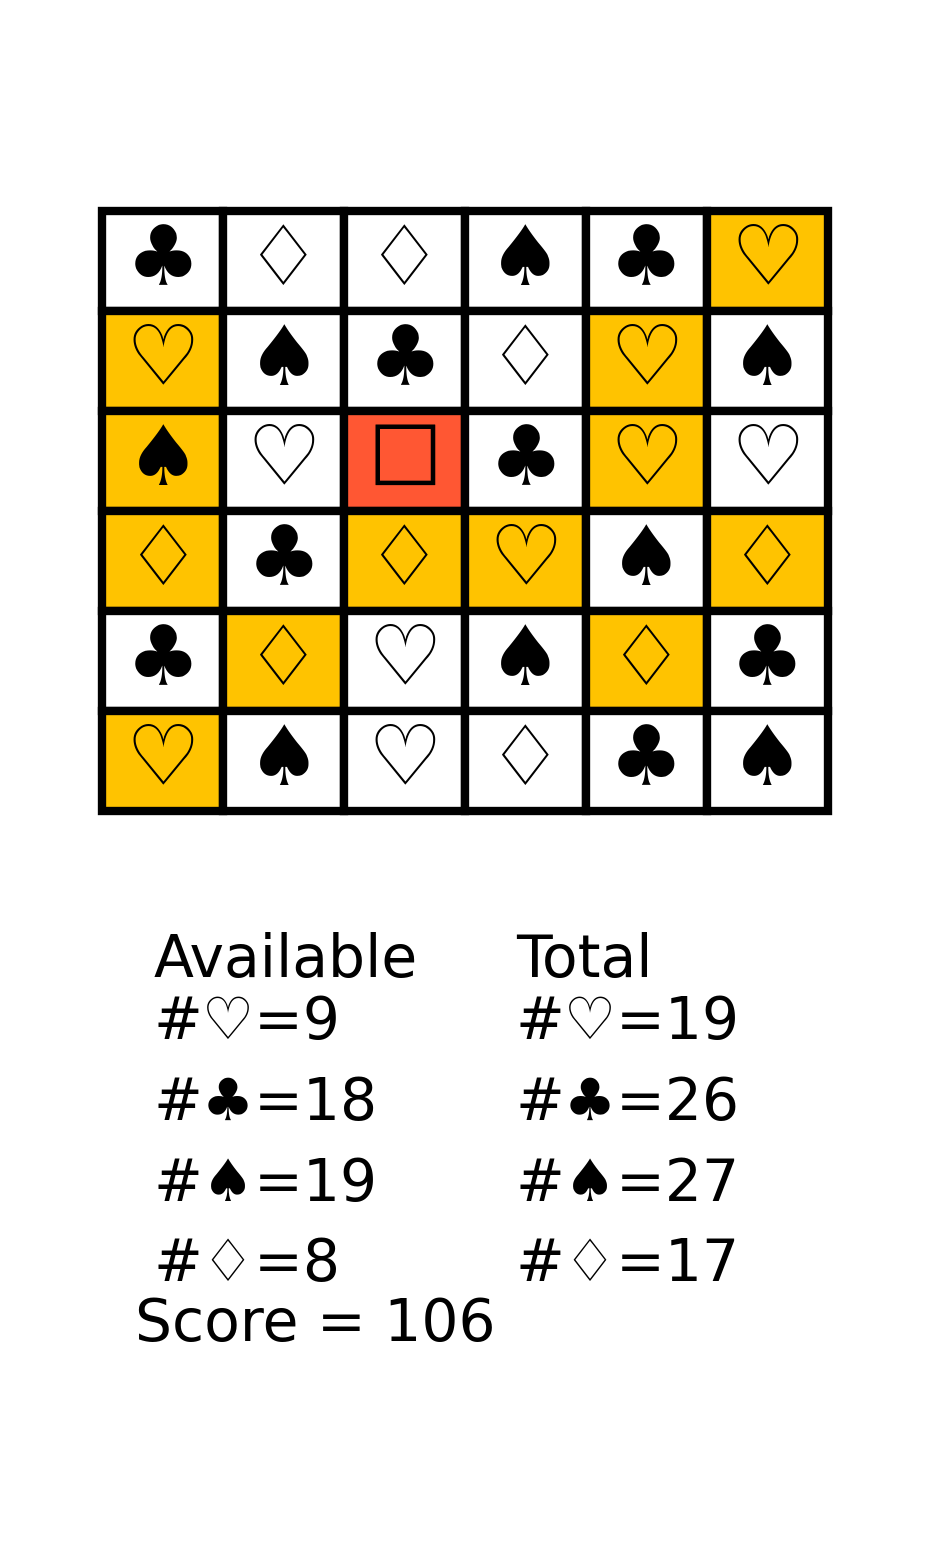 ♣ ♢ ♢ ♠ ♣ ♡
♡ ♠ ♣ ♢ ♡ ♠
♠ ♡ □ ♣ ♡ ♡
♢ ♣ ♢ ♡ ♠ ♢
♣ ♢ ♡ ♠ ♢ ♣
♡ ♠ ♡ ♢ ♣ ♠
Available Total
#♡=9 #♡=19
#♣=18 #♣=26
#♠=19 #♠=27
#♢=8 #♢=17
Score = 106